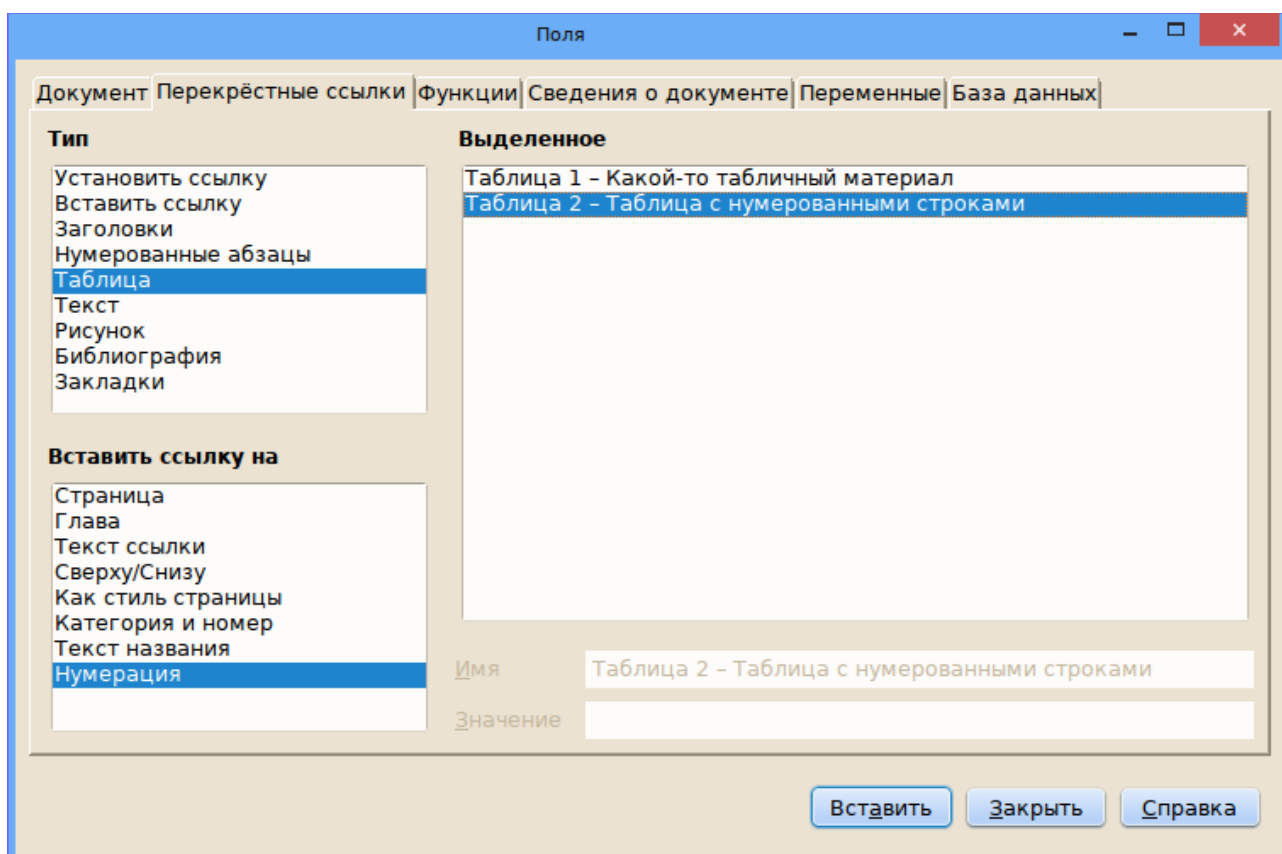 Поля
Документ Перекрёстные ссылки Функции Сведения о документе Переменные База данных
Тип
Установить ссылку
Вставить ссылку
Заголовки
Нумерованные абзацы
Таблица
Текст
Рисунок
Библиография
Закладки
Вставить ссылку на
Страница
Глава
Текст ссылки
Сверху/Снизу
Как стиль страницы
Категория и номер
Текст названия
Нумерация
Выделенное
Таблица 1 – Какой-то табличный материал
Таблица 2 – Таблица с нумерованными строками
Имя Таблица 2 – Таблица с нумерованными строками
Значение
Вставить Закрыть Справка